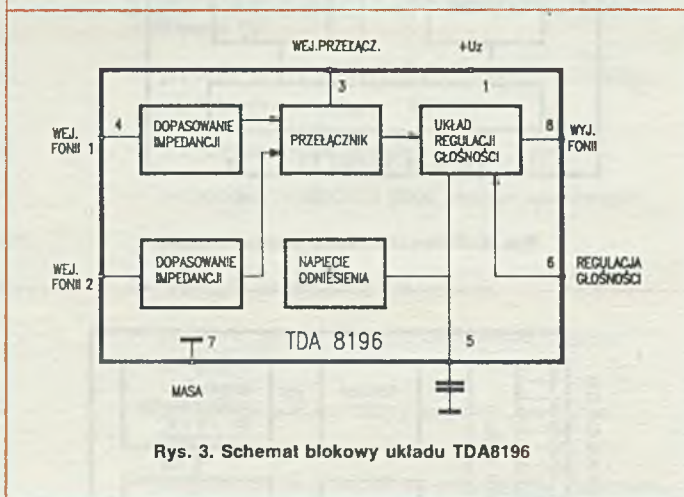 WEJ.PRZEŁĄCZ.
+Uz
3
1
WEJ.
FONII 1
4
DOPASOWANIE
IMPEDANCJI
PRZEŁĄCZNIK
UKŁAD
REGULACJI
GŁOŚNOŚCI
8
WYJ.
FONII
WEJ.
FONII 2
DOPASOWANIE
IMPEDANCJI
NAPIĘCIE
ODNIESIENIA
6
REGULACJA
GŁOŚNOŚCI
7
TDA 8196
5
MASA
Rys. 3. Schemat blokowy układu TDA8196